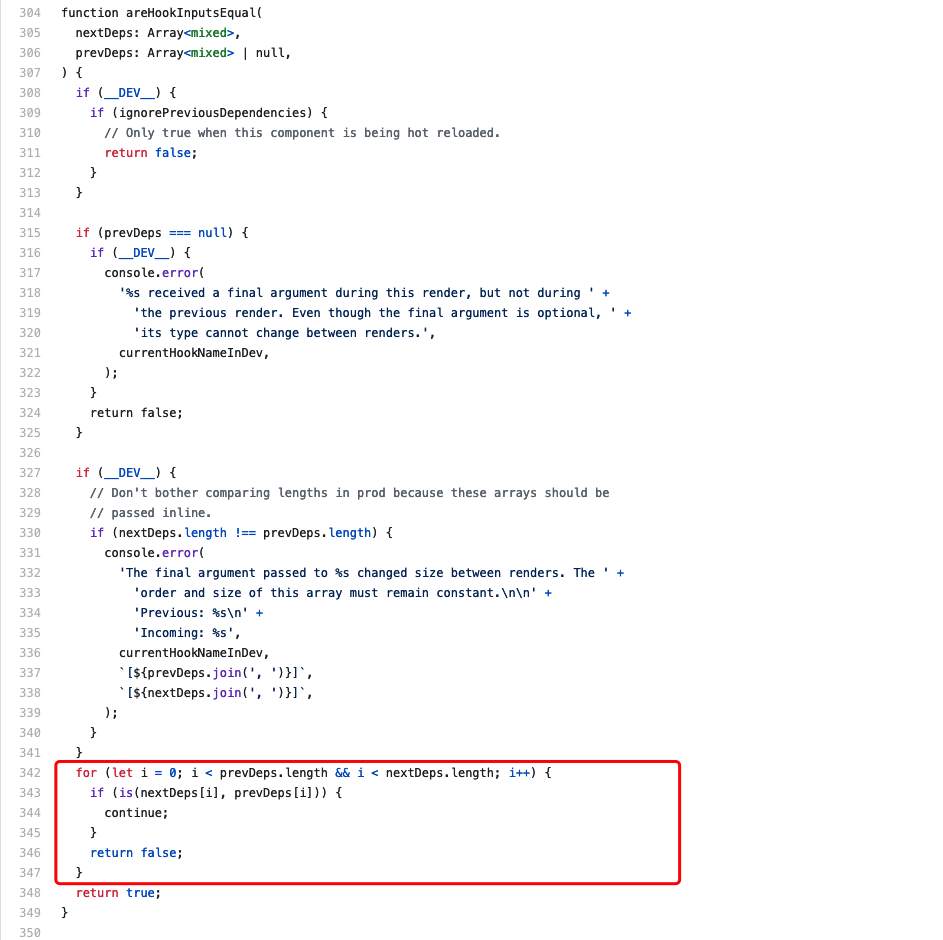 304 function areHookInputsEqual(
305   nextDeps: Array<mixed>,
306   prevDeps: Array<mixed> | null,
307 ) {
308   if (__DEV__) {
309     if (ignorePreviousDependencies) {
310       // Only true when this component is being hot reloaded.
311       return false;
312     }
313   }
314
315   if (prevDeps === null) {
316     if (__DEV__) {
317       console.error(
318         '%s received a final argument during this render, but not during ' +
319           'the previous render. Even though the final argument is optional, ' +
320           'its type cannot change between renders.',
321         currentHookNameInDev,
322       );
323     }
324     return false;
325   }
326
327   if (__DEV__) {
328     // Don't bother comparing lengths in prod because these arrays should be
329     // passed inline.
330     if (nextDeps.length !== prevDeps.length) {
331       console.error(
332         'The final argument passed to %s changed size between renders. The ' +
333           'order and size of this array must remain constant.\n\n' +
334           'Previous: %s\n' +
335           'Incoming: %s',
336         currentHookNameInDev,
337         `[${prevDeps.join(', ')}]`,
338         `[${nextDeps.join(', ')}]`,
339       );
340     }
341   }
342   for (let i = 0; i < prevDeps.length && i < nextDeps.length; i++) {
343     if (is(nextDeps[i], prevDeps[i])) {
344       continue;
345     }
346     return false;
347   }
348   return true;
349 }
350